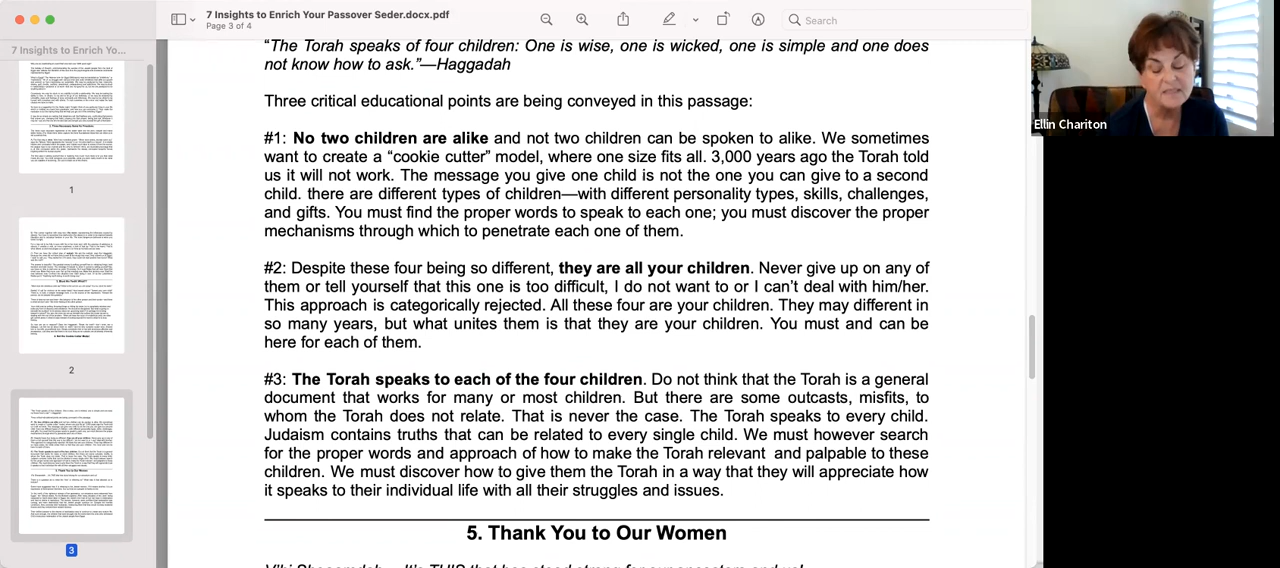 7 Insights to Enrich Your Passover Seder.docx.pdf
Page 3 of 4
Search
7 Insights to Enrich Yo...
1
2
3
"The Torah speaks of four children: One is wise, one is wicked, one is simple and one does
not know how to ask."—Haggadah
Three critical educational points are being conveyed in this passage:
#1: No two children are alike and not two children can be spoken to alike. We sometimes
want to create a "cookie cutter" model, where one size fits all. 3,000 years ago the Torah told
us it will not work. The message you give one child is not the one you can give to a second
child. there are different types of children—with different personality types, skills, challenges,
and gifts. You must find the proper words to speak to each one; you must discover the proper
mechanisms through which to penetrate each one of them.
#2: Despite these four being so different, they are all your children. Never give up on any of
them or tell yourself that this one is too difficult, I do not want to or I can't deal with him/her.
This approach is categorically rejected. All these four are your children. They may different in
so many years, but what unites them is that they are your children. You must and can be
here for each of them.
#3: The Torah speaks to each of the four children. Do not think that the Torah is a general
document that works for many or most children. But there are some outcasts, misfits, to
whom the Torah does not relate. That is never the case. The Torah speaks to every child.
Judaism contains truths that can be related to every single child. We must however search
for the proper words and approach of how to make the Torah relevant and palpable to these
children. We must discover how to give them the Torah in a way that they will appreciate how
it speaks to their individual life with all their struggles and issues.
5. Thank You to Our Women
Ellin Chariton